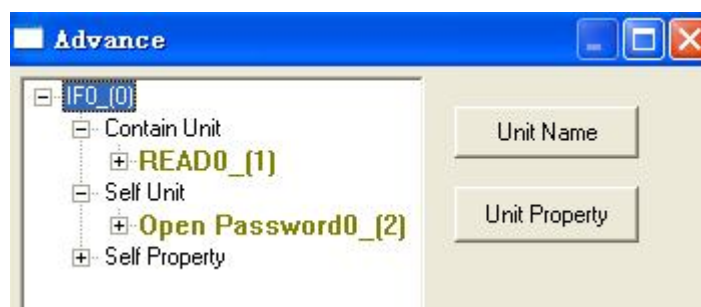 Advance
IF0_(0)
Contain Unit
READ0_(1)
Self Unit
Open Password0_(2)
Self Property
Unit Name
Unit Property